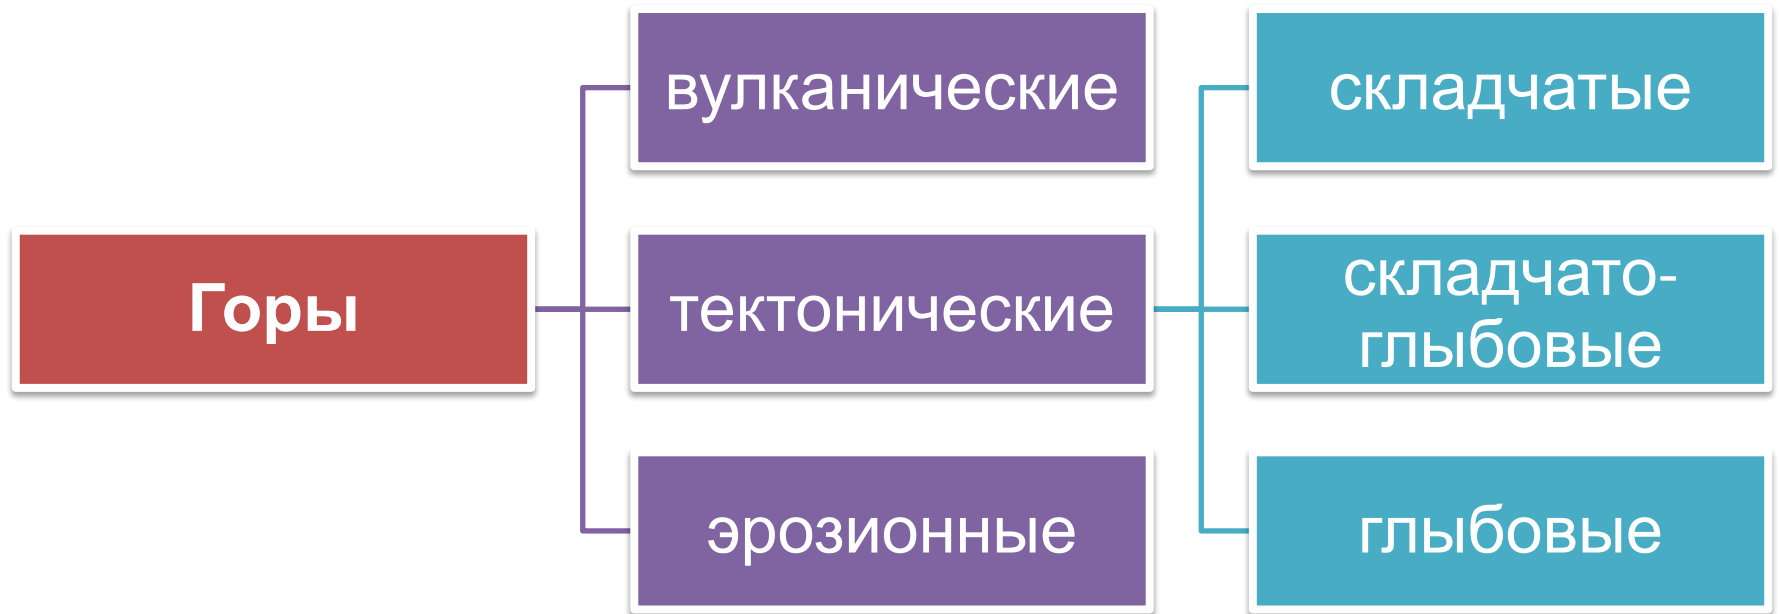 Горы
вулканические
тектонические
эрозионные
складчатые
складчато-
глыбовые
глыбовые